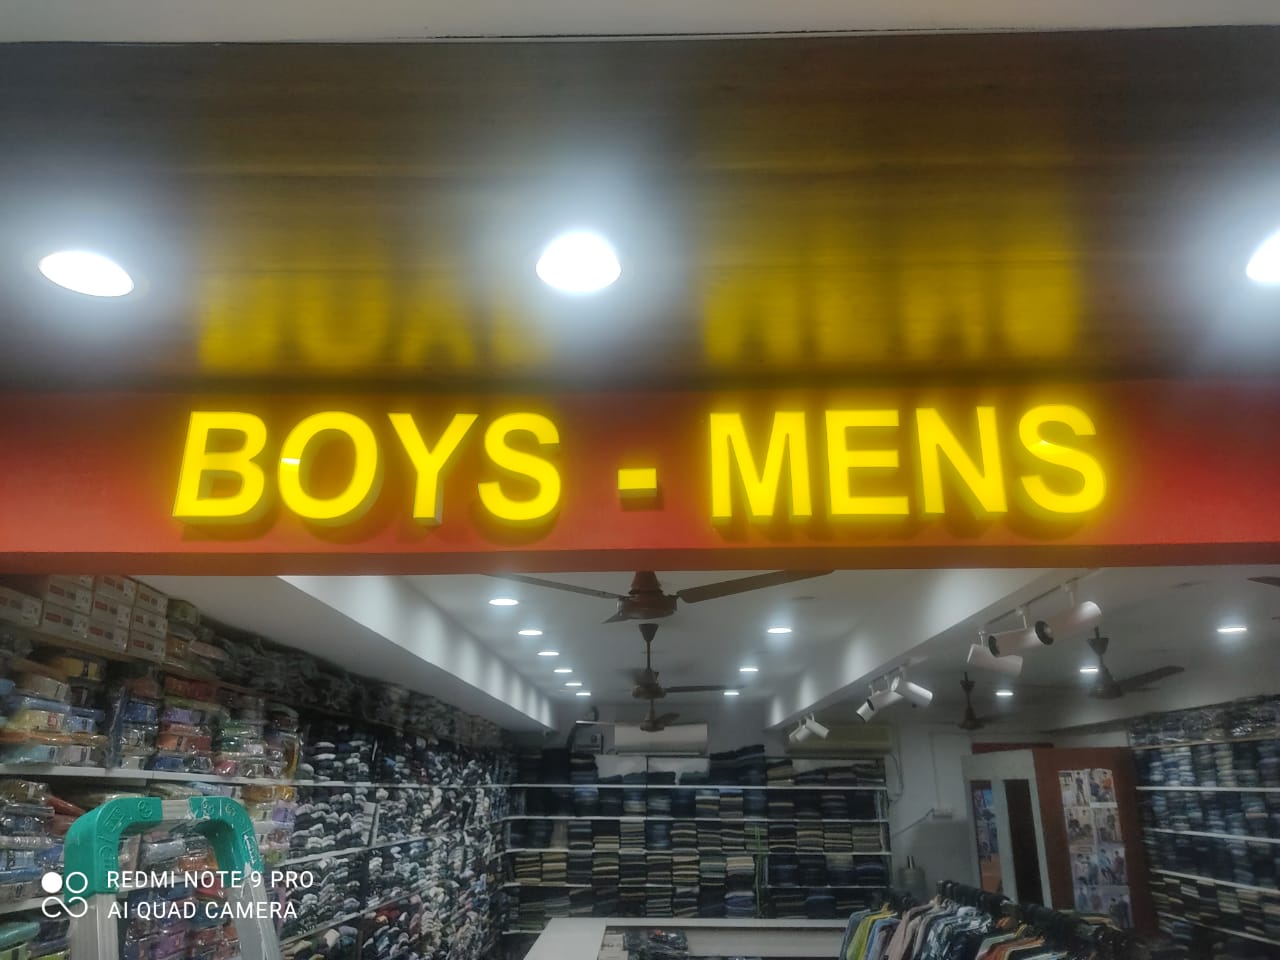 BOYS - MENS
REDMI NOTE 9 PRO
AI QUAD CAMERA